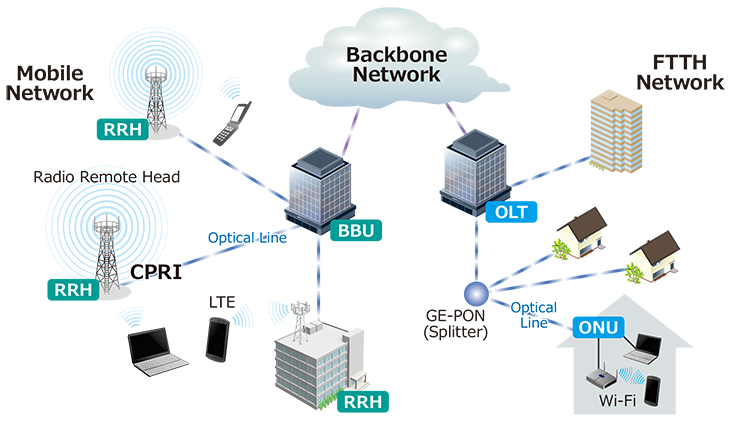 Backbone
Network
Mobile
Network
FTTH
Network
RRH
Radio Remote Head
BBU
OLT
Optical Line
CPRI
RRH
LTE
GE-PON
(Splitter)
Optical
Line
ONU
RRH
Wi-Fi